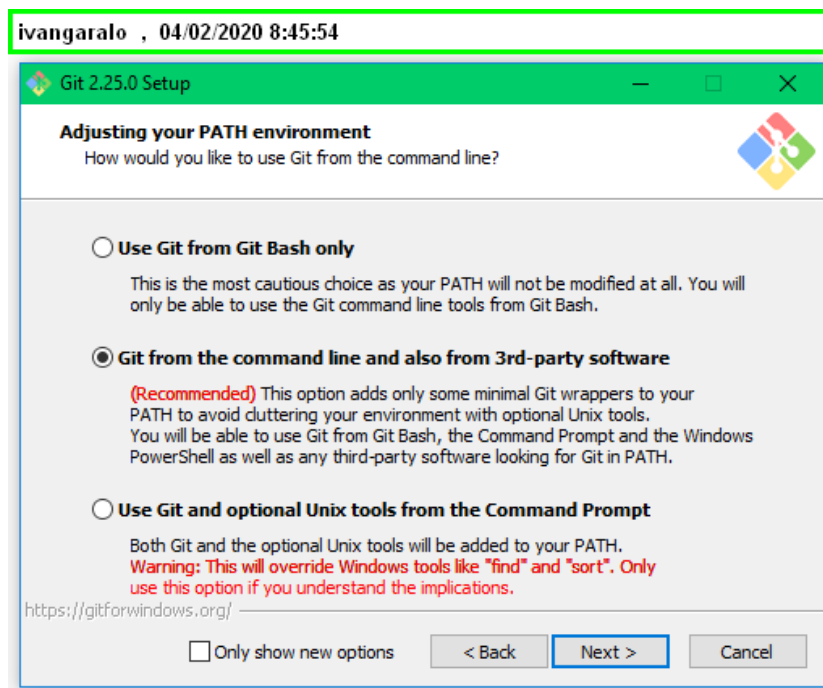 ivangaralo , 04/02/2020 8:45:54
Git 2.25.0 Setup
Adjusting your PATH environment
How would you like to use Git from the command line?
Use Git from Git Bash only
This is the most cautious choice as your PATH will not be modified at all. You will
only be able to use the Git command line tools from Git Bash.
Git from the command line and also from 3rd-party software
(Recommended) This option adds only some minimal Git wrappers to your
PATH to avoid cluttering your environment with optional Unix tools.
You will be able to use Git from Git Bash, the Command Prompt and the Windows
PowerShell as well as any third-party software looking for Git in PATH.
Use Git and optional Unix tools from the Command Prompt
Both Git and the optional Unix tools will be added to your PATH.
Warning: This will override Windows tools like "find" and "sort". Only
use this option if you understand the implications.
https://gitforwindows.org/
Only show new options
< Back
Next >
Cancel